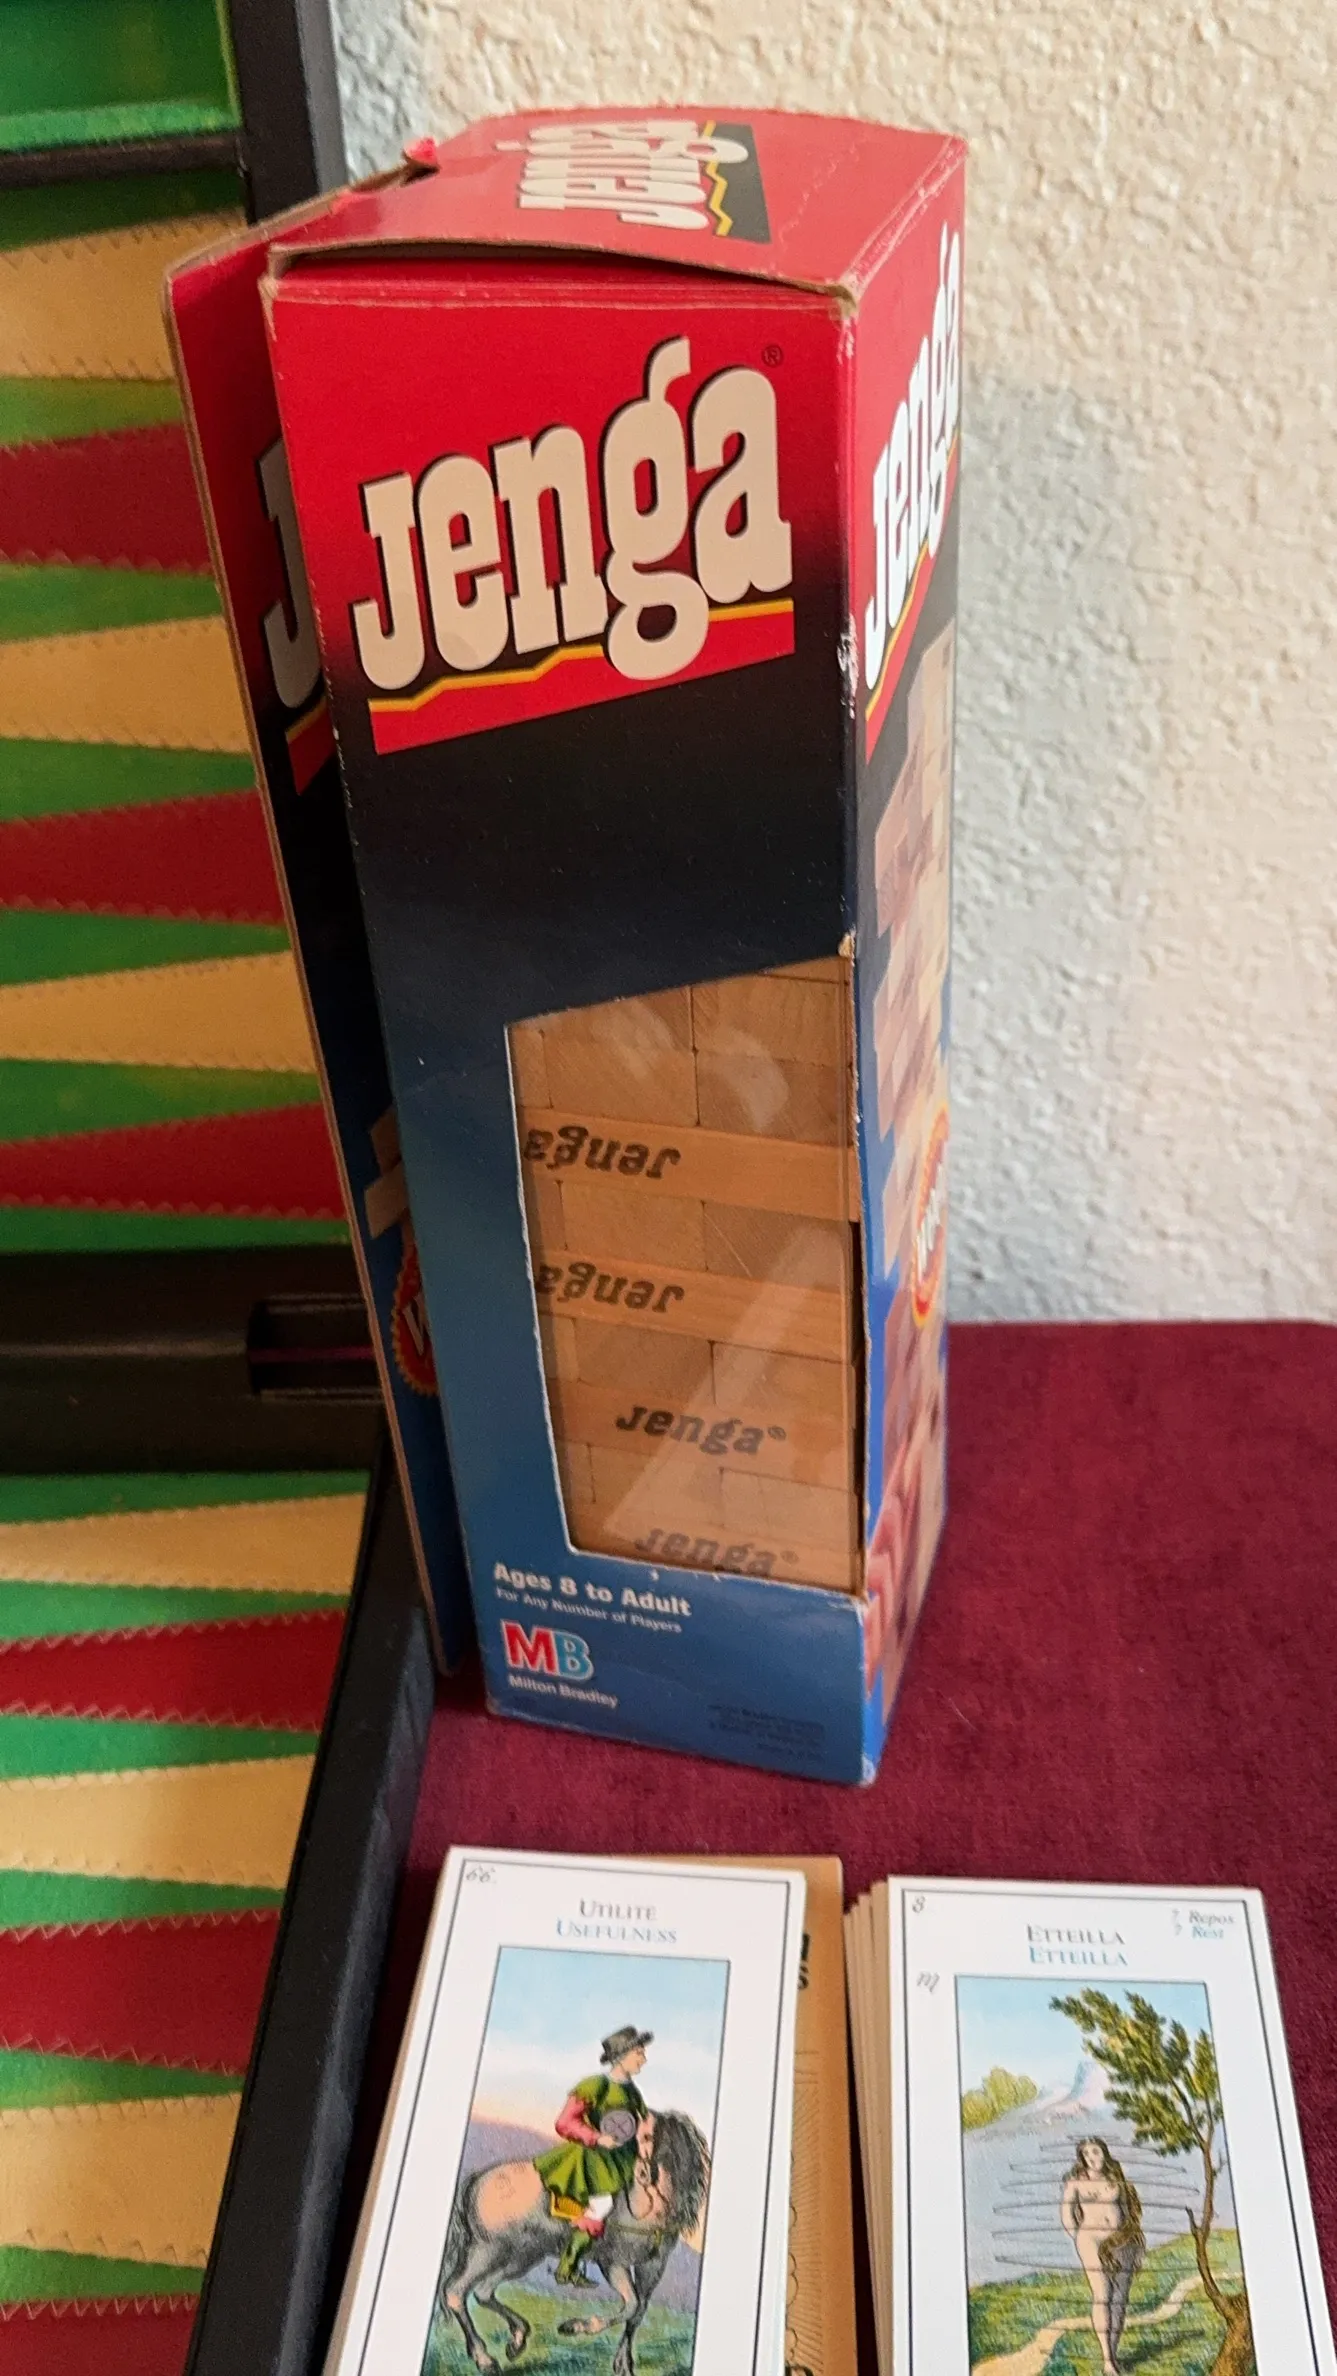 Jenga
Jenga®
Jenga
Jenga
Jenga
Jenga®
Jenga®
Ages 8 to Adult
For Any Number of Players
MB
Milton Bradley
66.
UTILITE
USEFULNESS
8
? Repos
? Rest
ETTEILLA
ETTEILLA